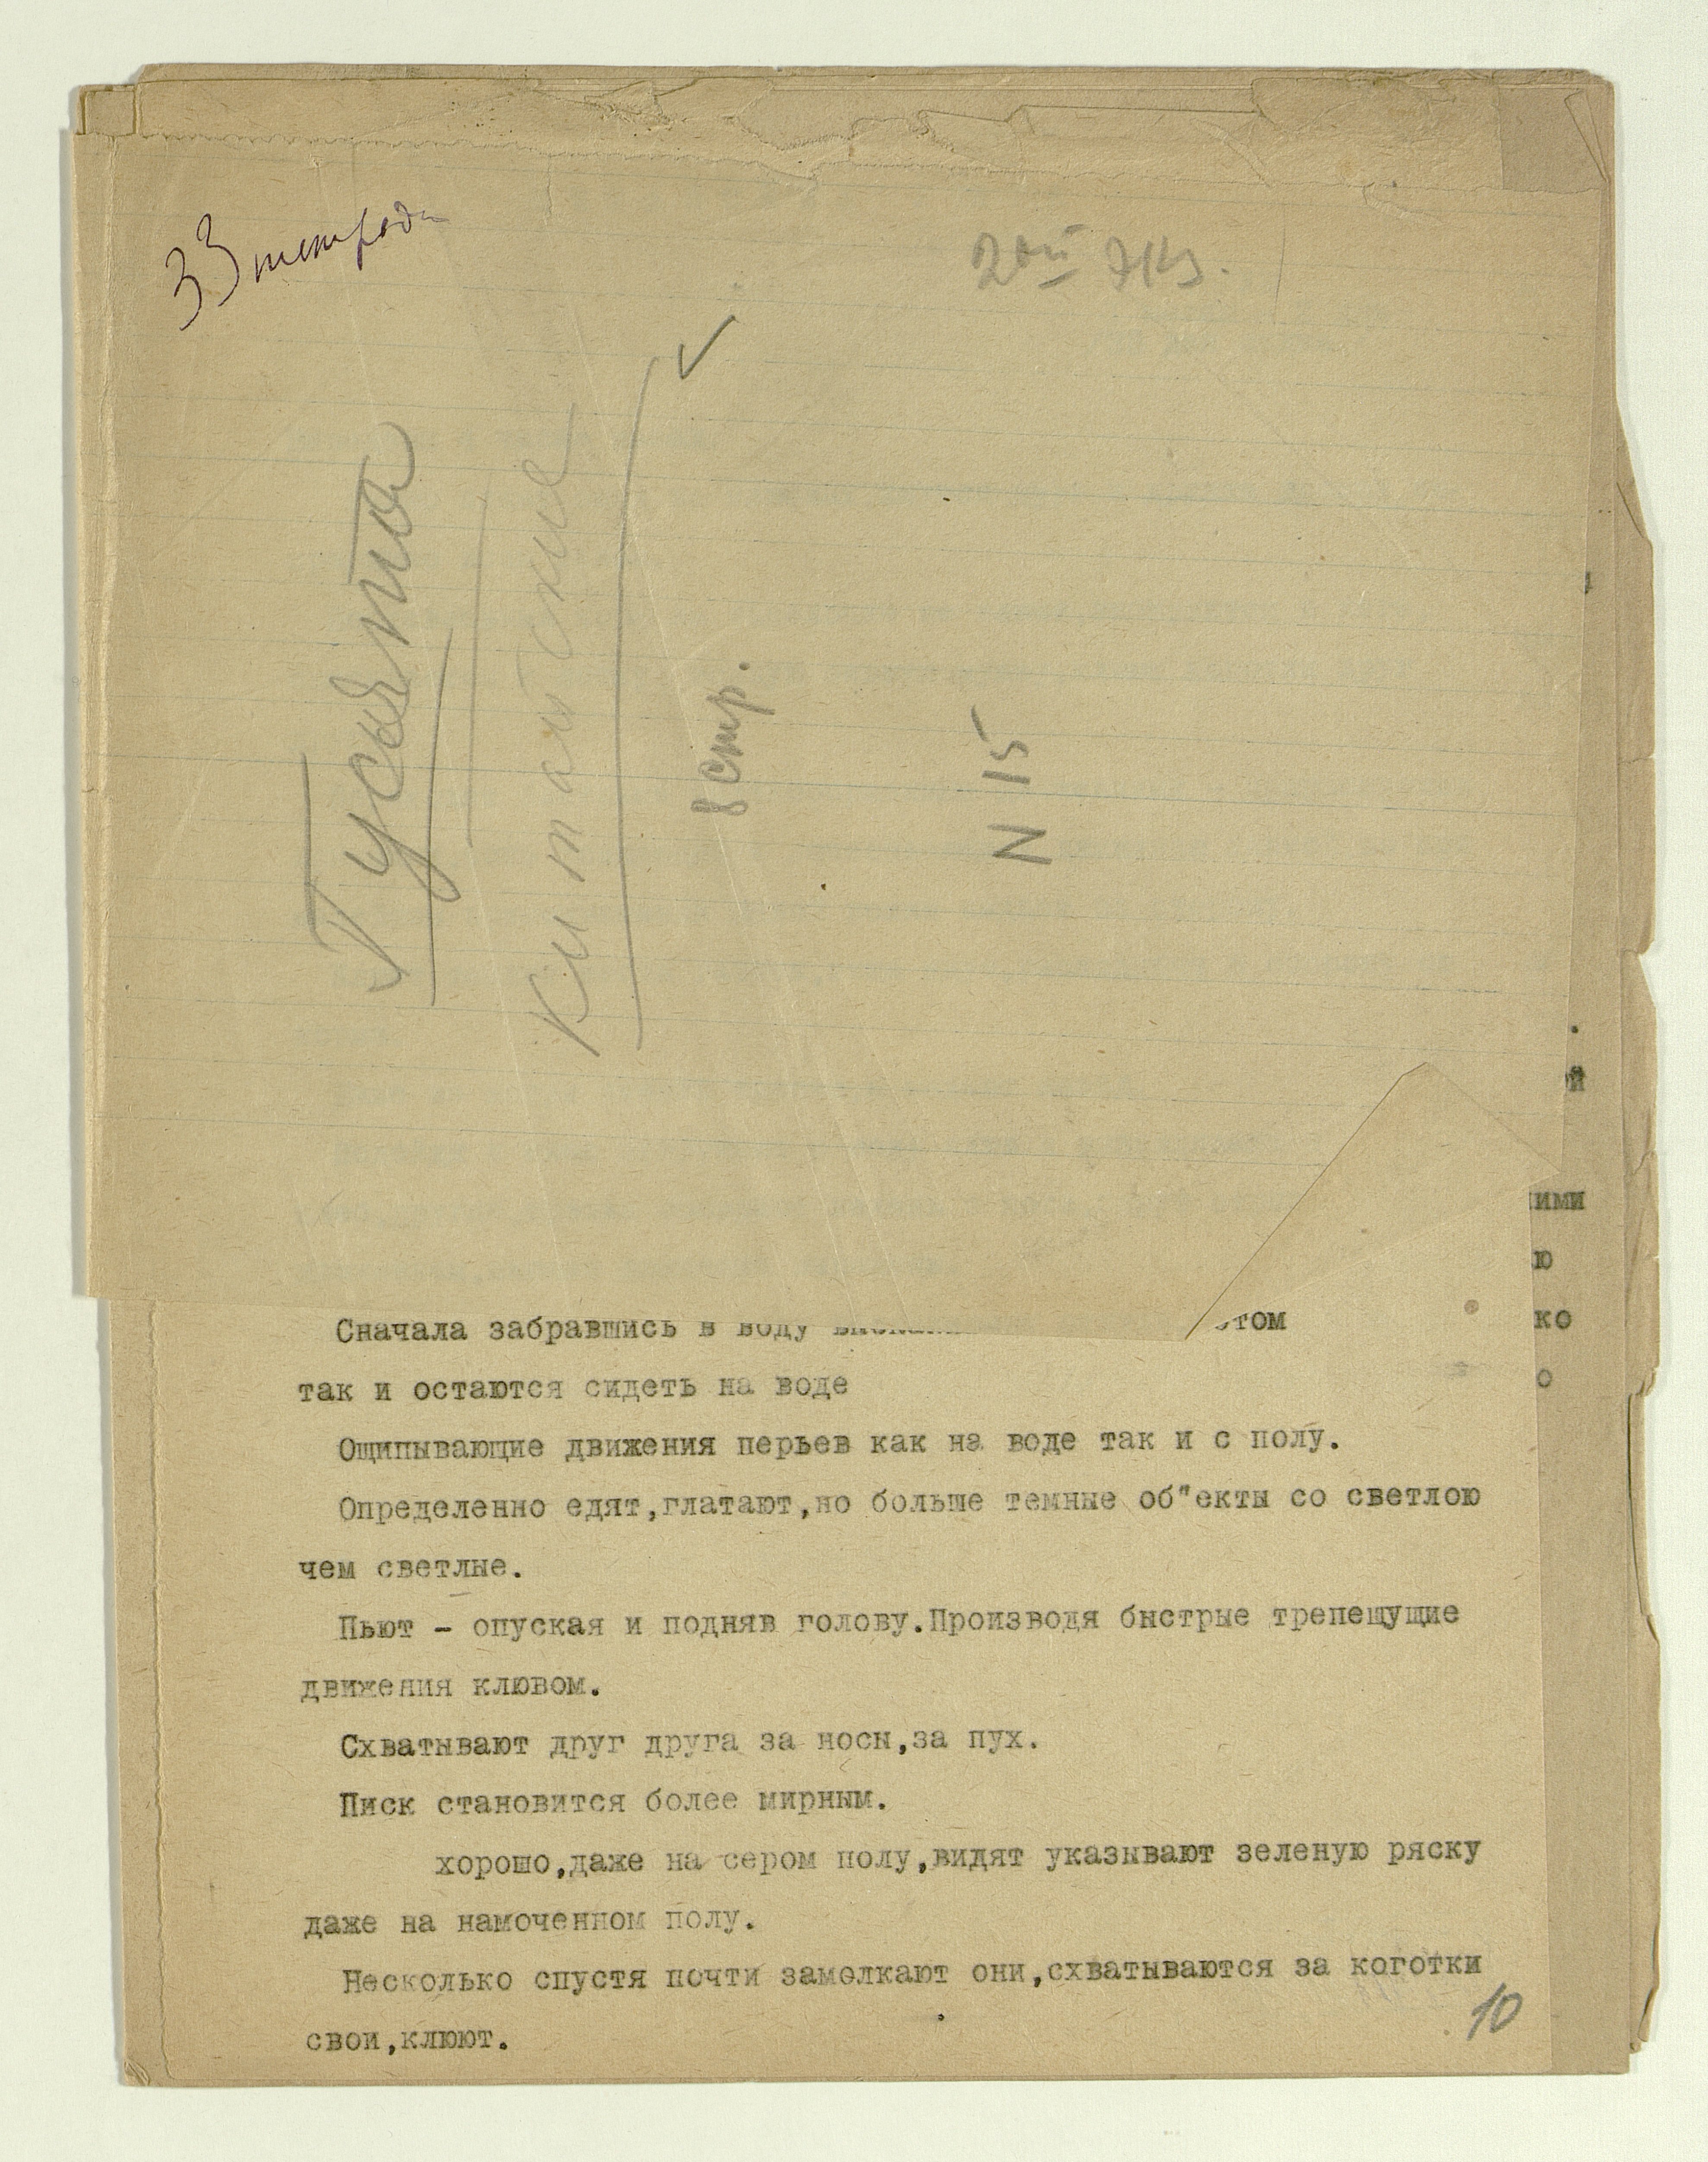 33 тетрадь
2ой экз.
Гусята
китайские
8 стр.
N 15
Сначала забравшись в воду
так и остаются сидеть на воде
Ощипывающие движения перьев как на воде так и с полу.
Определенно едят,глатают,но больше темные об"екты со светлою
чем светлые.
Пьют - опуская и подняв голову.Производя быстрые трепещущие
движения клювом.
Схватывают друг друга за носы,за пух.
Писк становится более мирным.
хорошо,даже на сером полу,видят указывают зеленую ряску
даже на намоченном полу.
Несколько спустя почти замолкают они,схватываются за коготки
свои,клюют.
10